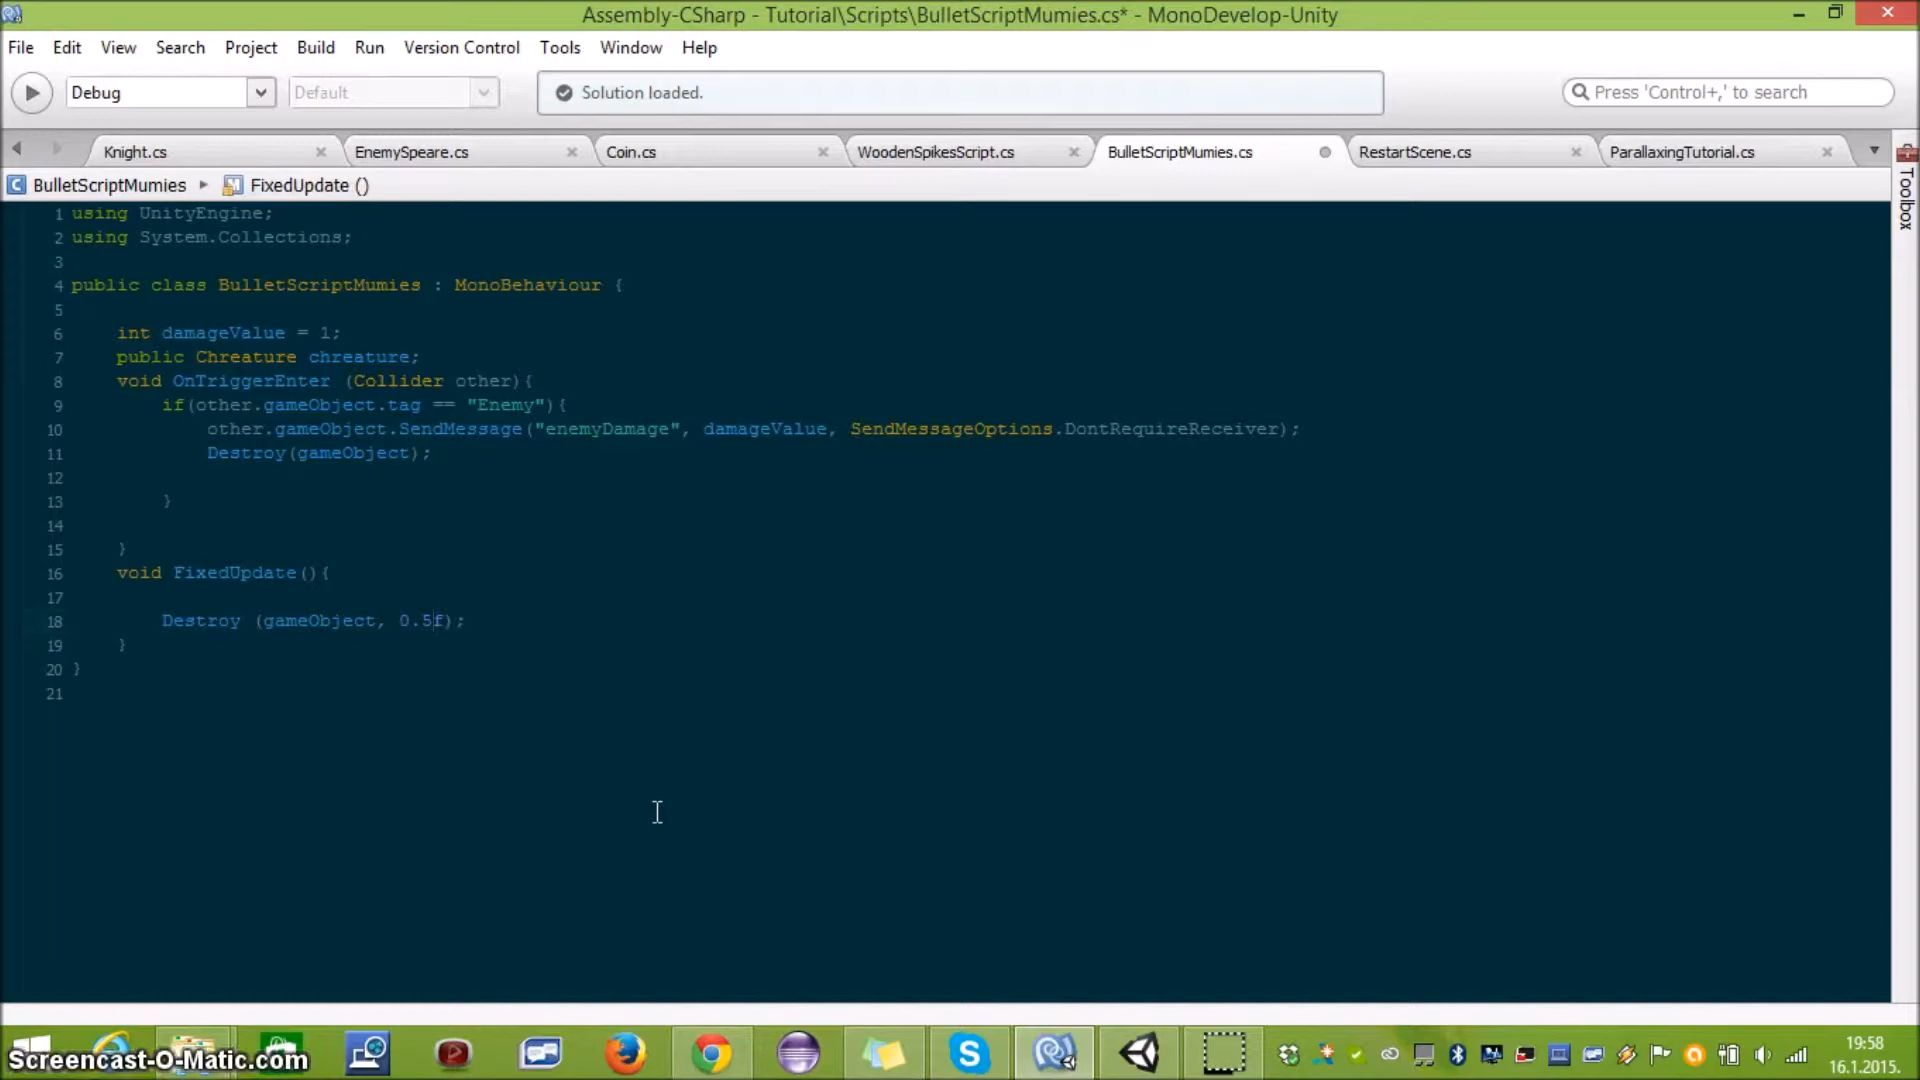 Assembly-CSharp - Tutorial\Scripts\BulletScriptMumies.cs* - MonoDevelop-Unity
File Edit View Search Project Build Run Version Control Tools Window Help
Debug Default Solution loaded. Press 'Control+,' to search
Knight.cs EnemySpeare.cs Coin.cs WoodenSpikesScript.cs BulletScriptMumies.cs RestartScene.cs ParallaxingTutorial.cs
Toolbox
BulletScriptMumies FixedUpdate ()
1 using UnityEngine;
2 using System.Collections;
3
4 public class BulletScriptMumies : MonoBehaviour {
5
6 int damageValue = 1;
7 public Chreature chreature;
8 void OnTriggerEnter (Collider other){
9 if(other.gameObject.tag == "Enemy"){
10 other.gameObject.SendMessage("enemyDamage", damageValue, SendMessageOptions.DontRequireReceiver);
11 Destroy(gameObject);
12
13 }
14
15 }
16 void FixedUpdate(){
17
18 Destroy (gameObject, 0.5f);
19 }
20 }
21
Screencast-O-Matic.com
19:58
16.1.2015.